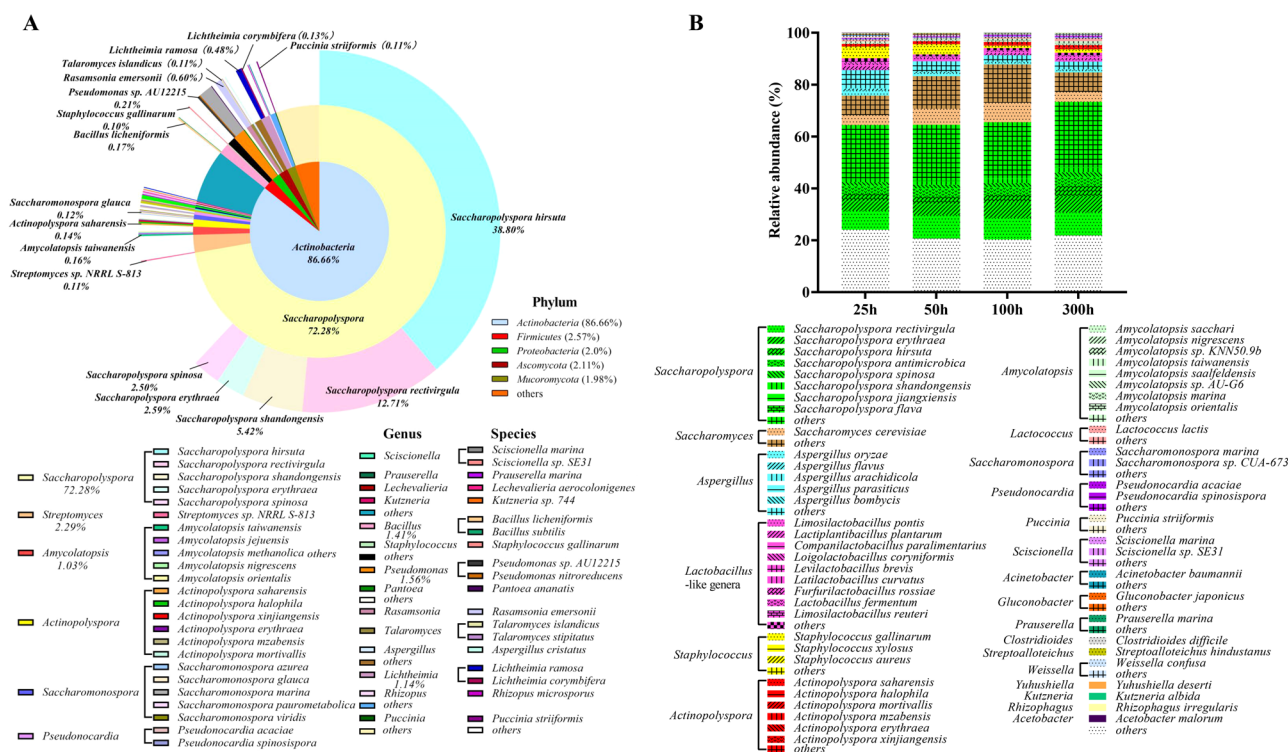 A
Lichtheimia corymbifera(0.13%)
Lichtheimia ramosa(0.48%)
Puccinia striiformis (0.11%)
Talaromyces islandicus (0.11%)
Rasamsonia emersonii (0.60%)
Pseudomonas sp. AU12215
0.21%
Staphylococcus gallinarum
0.10%
Bacillus licheniformis
0.17%
Saccharomonospora glauca
0.12%
Actinopolyspora saharensis
0.14%
Amycolatopsis taiwanensis
0.16%
Streptomyces sp. NRRL S-813
0.11%
Actinobacteria
86.66%
Saccharopolyspora hirsuta
38.80%
Saccharopolyspora
72.28%
Saccharopolyspora spinosa
2.50%
Saccharopolyspora erythraea
2.59%
Saccharopolyspora shandongensis
5.42%
Saccharopolyspora rectivirgula
12.71%
Phylum
Actinobacteria (86.66%)
Firmicutes (2.57%)
Proteobacteria (2.0%)
Ascomycota (2.11%)
Mucoromycota (1.98%)
others
Saccharopolyspora
72.28%
Streptomyces
2.29%
Amycolatopsis
1.03%
Actinopolyspora
Saccharomonospora
Pseudonocardia
Saccharopolyspora hirsuta
Saccharopolyspora rectivirgula
Saccharopolyspora shandongensis
Saccharopolyspora erythraea
Saccharopolyspora spinosa
Streptomyces sp. NRRL S-813
Amycolatopsis taiwanensis
Amycolatopsis jejuensis
Amycolatopsis methanolica others
Amycolatopsis nigrescens
Amycolatopsis orientalis
Actinopolyspora saharensis
Actinopolyspora halophila
Actinopolyspora xinjiangensis
Actinopolyspora erythraea
Actinopolyspora mzabensis
Actinopolyspora mortivallis
Saccharomonospora azurea
Saccharomonospora glauca
Saccharomonospora marina
Saccharomonospora paurometabolica
Saccharomonospora viridis
Pseudonocardia acaciae
Pseudonocardia spinosispora
Genus
Sciscionella
Prauserella
Lechevalieria
Kutzneria
others
Bacillus
1.41%
Staphylococcus
others
Pseudomonas
1.56%
Pantoea
others
Rasamsonia
Talaromyces
Aspergillus
others
Lichtheimia
1.14%
Rhizopus
others
Puccinia
others
Species
Sciscionella marina
Sciscionella sp. SE31
Prauserella marina
Lechevalieria aerocolonigenes
Kutzneria sp. 744
Bacillus licheniformis
Bacillus subtilis
Staphylococcus gallinarum
Pseudomonas sp. AU12215
Pseudomonas nitroreducens
Pantoea ananatis
Rasamsonia emersonii
Talaromyces islandicus
Talaromyces stipitatus
Aspergillus cristatus
Lichtheimia ramosa
Lichtheimia corymbifera
Rhizopus microsporus
Puccinia striiformis
others
B
Relative abundance (%)
100
80
60
40
20
0
25h
50h
100h
300h
Saccharopolyspora
Saccharopolyspora rectivirgula
Saccharopolyspora erythraea
Saccharopolyspora hirsuta
Saccharopolyspora antimicrobica
Saccharopolyspora spinosa
Saccharopolyspora shandongensis
Saccharopolyspora jiangxiensis
Saccharopolyspora flava
others
Saccharomyces
Saccharomyces cerevisiae
others
Aspergillus
Aspergillus oryzae
Aspergillus flavus
Aspergillus arachidicola
Aspergillus parasiticus
Aspergillus bombycis
others
Lactobacillus
-like genera
Limosilactobacillus pontis
Lactiplantibacillus plantarum
Companilactobacillus paralimentarius
Loigolactobacillus coryniformis
Levilactobacillus brevis
Latilactobacillus curvatus
Furfurilactobacillus rossiae
Lactobacillus fermentum
Limosilactobacillus reuteri
others
Staphylococcus
Staphylococcus gallinarum
Staphylococcus xylosus
Staphylococcus aureus
others
Actinopolyspora
Actinopolyspora saharensis
Actinopolyspora halophila
Actinopolyspora mortivallis
Actinopolyspora mzabensis
Actinopolyspora erythraea
Actinopolyspora xinjiangensis
others
Amycolatopsis
Amycolatopsis sacchari
Amycolatopsis nigrescens
Amycolatopsis sp. KNN50.9b
Amycolatopsis taiwanensis
Amycolatopsis saalfeldensis
Amycolatopsis sp. AU-G6
Amycolatopsis marina
Amycolatopsis orientalis
others
Lactococcus
Lactococcus lactis
others
Saccharomonospora
Saccharomonospora marina
Saccharomonospora sp. CUA-673
others
Pseudonocardia
Pseudonocardia acaciae
Pseudonocardia spinosispora
others
Puccinia
Puccinia striiformis
others
Sciscionella
Sciscionella marina
Sciscionella sp. SE31
others
Acinetobacter
Acinetobacter baumannii
others
Gluconobacter
Gluconobacter japonicus
others
Prauserella
Prauserella marina
others
Clostridioides
Clostridioides difficile
Streptoalloteichus
Streptoalloteichus hindustanus
Weissella
Weissella confusa
others
Yuhushiella
Yuhushiella deserti
Kutzneria
Kutzneria albida
Rhizophagus
Rhizophagus irregularis
Acetobacter
Acetobacter malorum
others